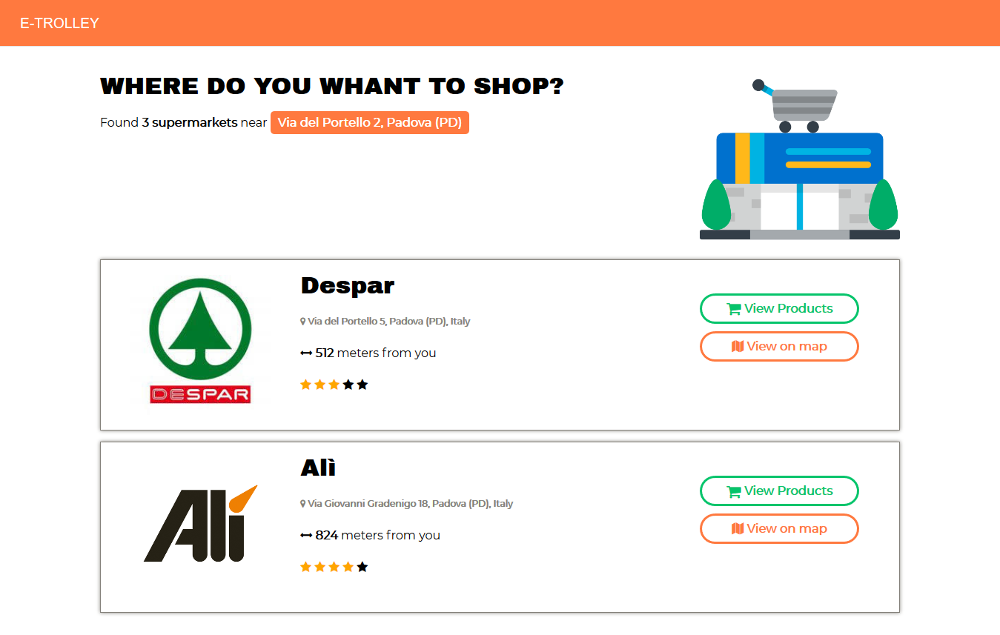 E-TROLLEY
WHERE DO YOU WHANT TO SHOP?
Found 3 supermarkets near Via del Portello 2, Padova (PD)
Despar
Via del Portello 5, Padova (PD), Italy
512 meters from you
DESPAR
View Products
View on map
Alì
Via Giovanni Gradenigo 18, Padova (PD), Italy
824 meters from you
Alì
View Products
View on map